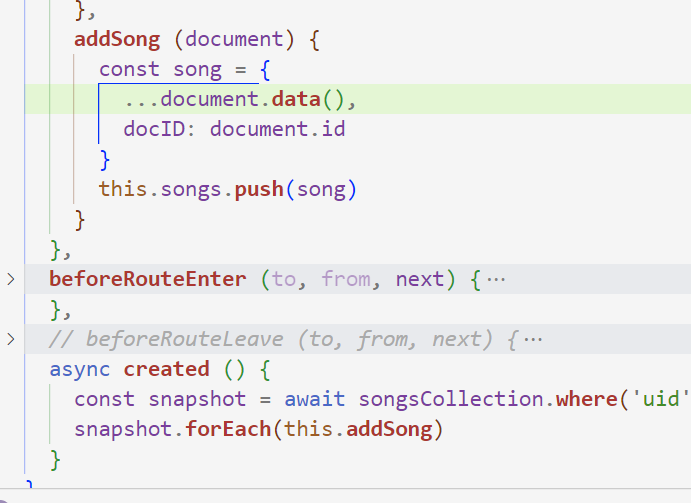 },
addSong (document) {
const song = {
...document.data(),
docID: document.id
}
this.songs.push(song)
}
},
beforeRouteEnter (to, from, next) {···
},
// beforeRouteLeave (to, from, next) {···
async created () {
const snapshot = await songsCollection.where('uid'
snapshot.forEach(this.addSong)
}
}